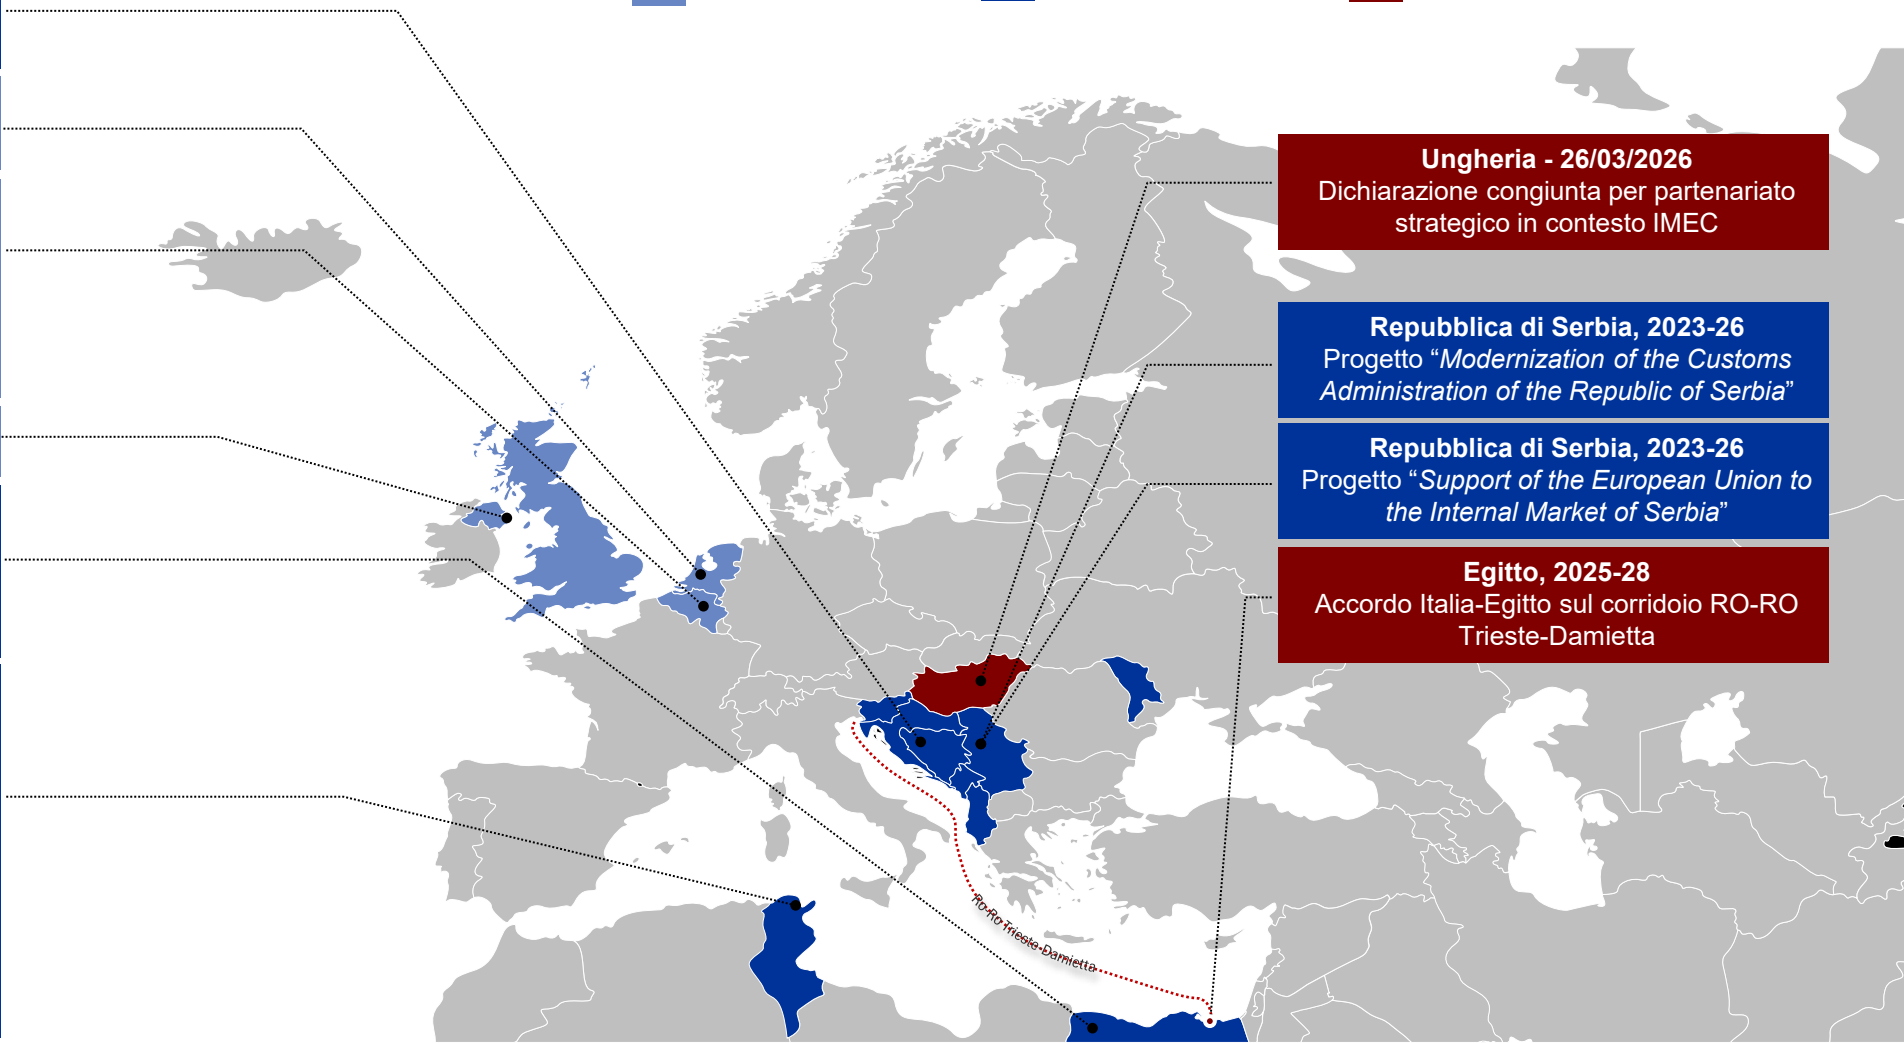 Ungheria - 26/03/2026
Dichiarazione congiunta per partenariato
strategico in contesto IMEC
Repubblica di Serbia, 2023-26
Progetto “Modernization of the Customs
Administration of the Republic of Serbia”
Repubblica di Serbia, 2023-26
Progetto “Support of the European Union to
the Internal Market of Serbia”
Egitto, 2025-28
Accordo Italia-Egitto sul corridoio RO-RO
Trieste-Damietta
Ro-Ro Trieste-Damietta